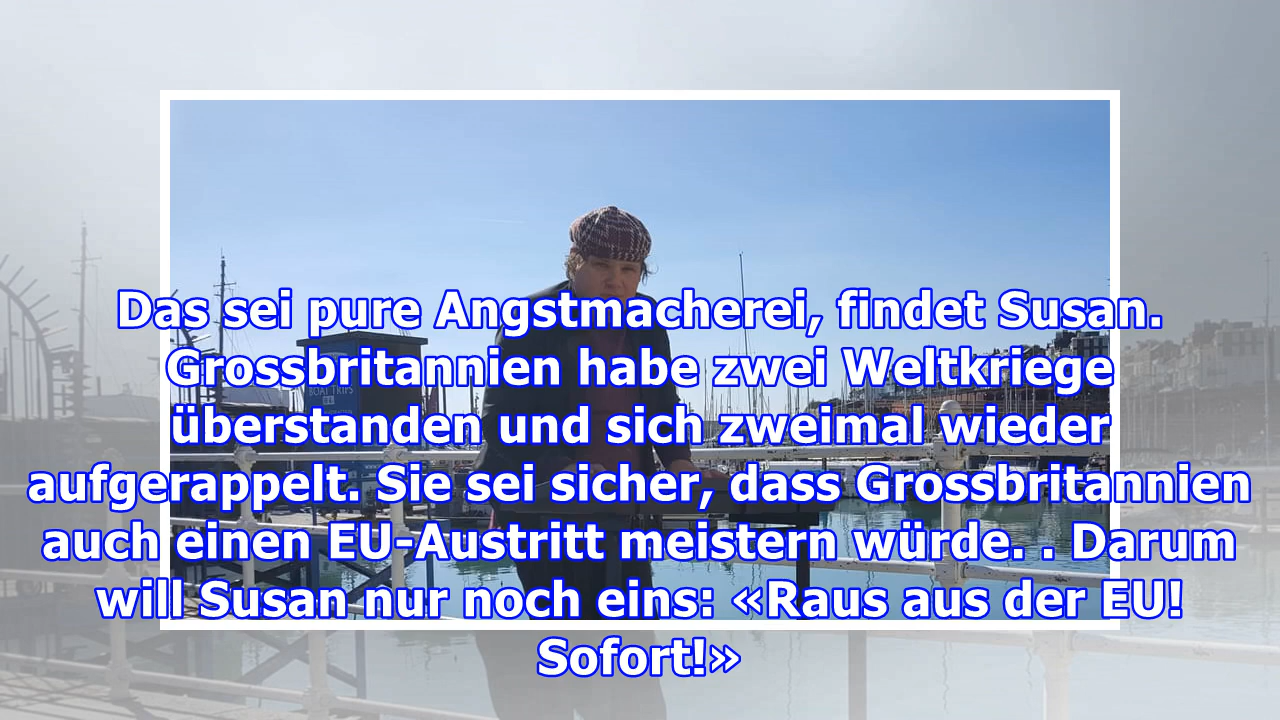 Das sei pure Angstmacherei, findet Susan.
Grossbritannien habe zwei Weltkriege
überstanden und sich zweimal wieder
aufgerappelt. Sie sei sicher, dass Grossbritannien
auch einen EU-Austritt meistern würde. . Darum
will Susan nur noch eins: «Raus aus der EU!
Sofort!»
BOAT TRIPS